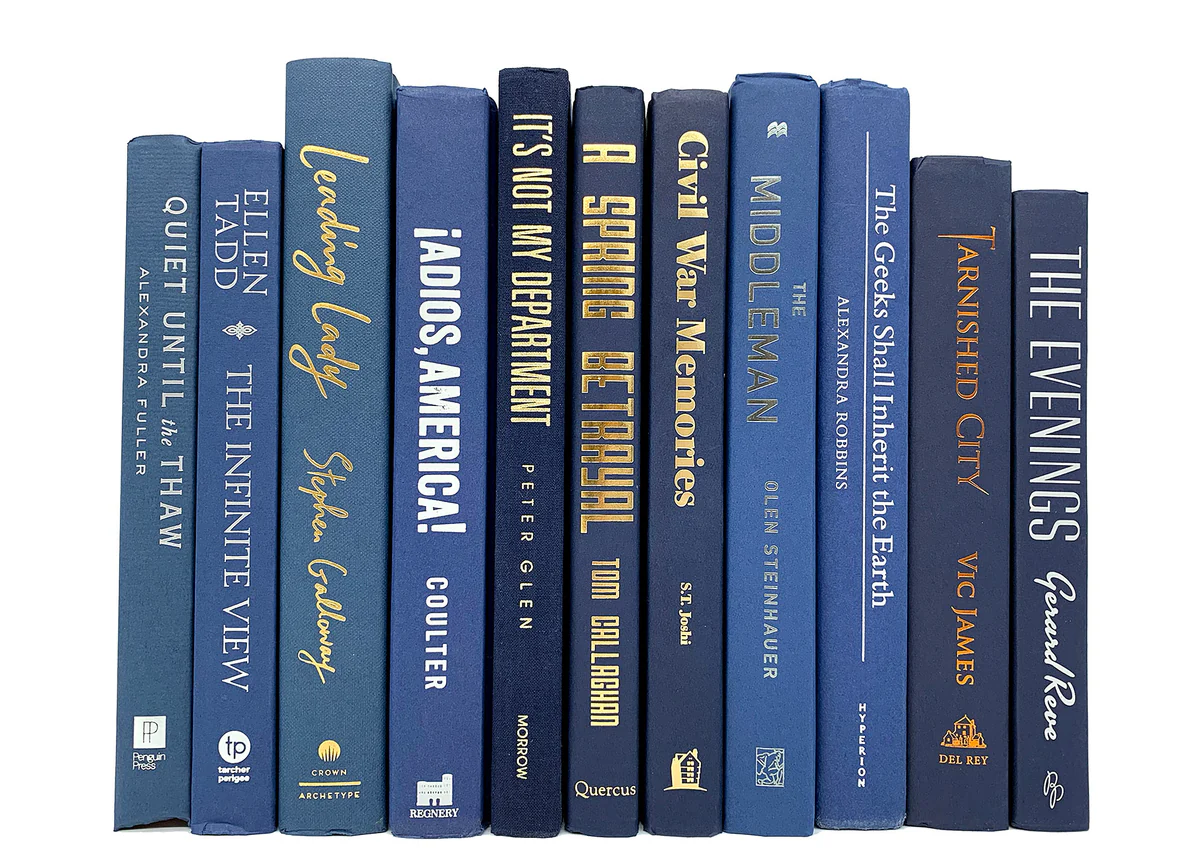 QUIET UNTIL the THAW
ALEXANDRA FULLER
PP
Penguin
Press
ELLEN
TADD
THE INFINITE VIEW
tp
tarcher
perigee
Leading Lady Stephen Galloway
CROWN
ARCHETYPE
¡ADIOS, AMERICA!
COULTER
REGNERY
IT'S NOT MY DEPARTMENT
PETER GLEN
MORROW
A SPRING BETRAYAL
TOM CALLAGHAN
Quercus
Civil War Memories
S.T. Joshi
THE
MIDDLEMAN
OLEN STEINHAUER
The Geeks Shall Inherit the Earth
ALEXANDRA ROBBINS
HYPERION
TARNISHED CITY
VIC JAMES
DEL REY
THE EVENINGS
Gerard Reve